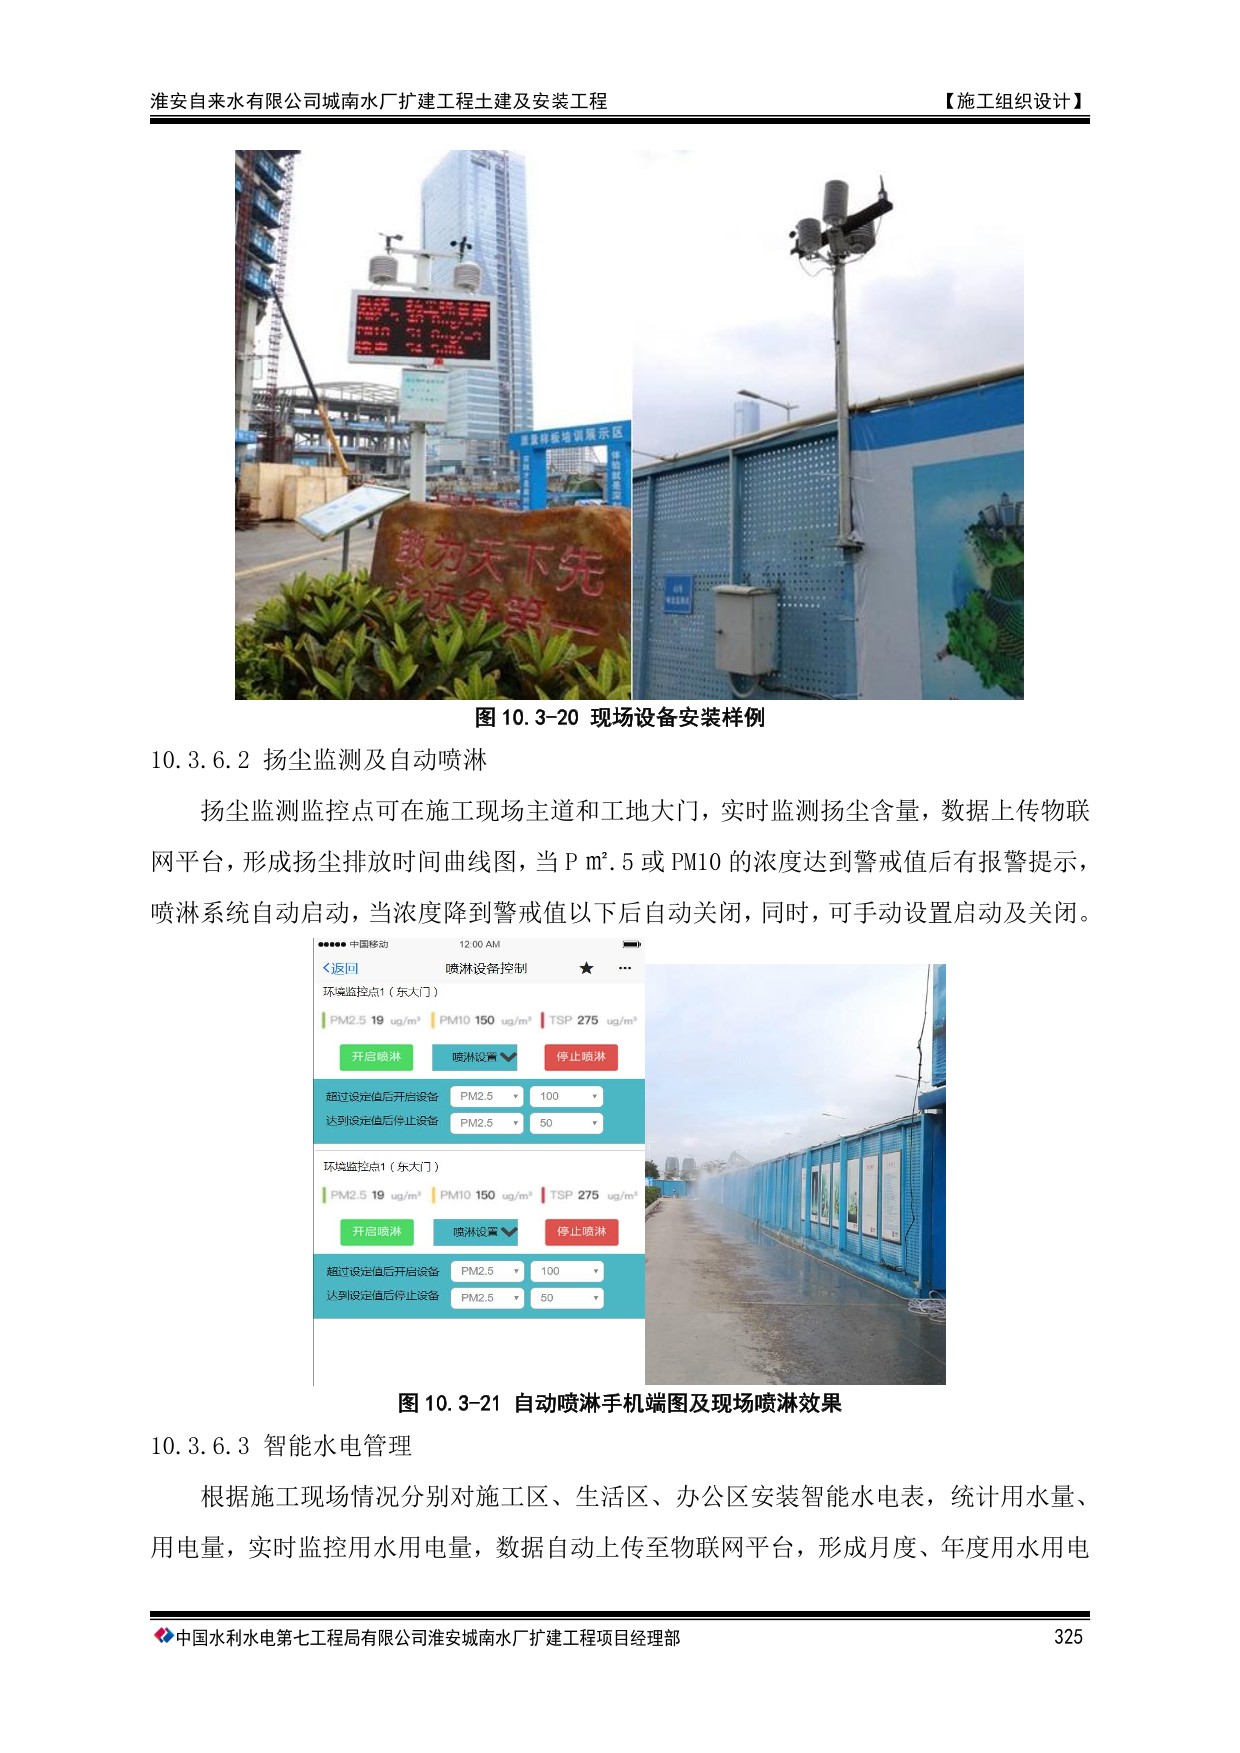 淮安自来水有限公司城南水厂扩建工程土建及安装工程 【施工组织设计】
质量样板培训展示区
敢为天下先
永远争第一
图 10.3-20 现场设备安装样例
10.3.6.2 扬尘监测及自动喷淋
扬尘监测监控点可在施工现场主道和工地大门，实时监测扬尘含量，数据上传物联
网平台，形成扬尘排放时间曲线图，当 P ㎡.5 或 PM10 的浓度达到警戒值后有报警提示，
喷淋系统自动启动，当浓度降到警戒值以下后自动关闭，同时，可手动设置启动及关闭。
中国移动 12:00 AM
返回 喷淋设备控制 ★ ···
环境监控点1（东大门）
PM2.5 19 ug/m³ PM10 150 ug/m³ TSP 275 ug/m³
开启喷淋 喷淋设置 停止喷淋
超过设定值后开启设备 PM2.5 100
达到设定值后停止设备 PM2.5 50
环境监控点1（东大门）
PM2.5 19 ug/m³ PM10 150 ug/m³ TSP 275 ug/m³
开启喷淋 喷淋设置 停止喷淋
超过设定值后开启设备 PM2.5 100
达到设定值后停止设备 PM2.5 50
图 10.3-21 自动喷淋手机端图及现场喷淋效果
10.3.6.3 智能水电管理
根据施工现场情况分别对施工区、生活区、办公区安装智能水电表，统计用水量、
用电量，实时监控用水用电量，数据自动上传至物联网平台，形成月度、年度用水用电
中国水利水电第七工程局有限公司淮安城南水厂扩建工程项目经理部 325